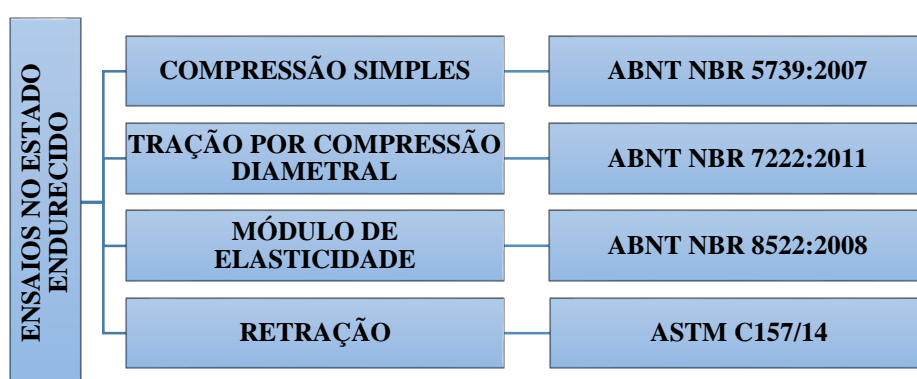 ENSAIOS NO ESTADO
ENDURECIDO
COMPRESSÃO SIMPLES
ABNT NBR 5739:2007
TRAÇÃO POR COMPRESSÃO
DIAMETRAL
ABNT NBR 7222:2011
MÓDULO DE
ELASTICIDADE
ABNT NBR 8522:2008
RETRAÇÃO
ASTM C157/14